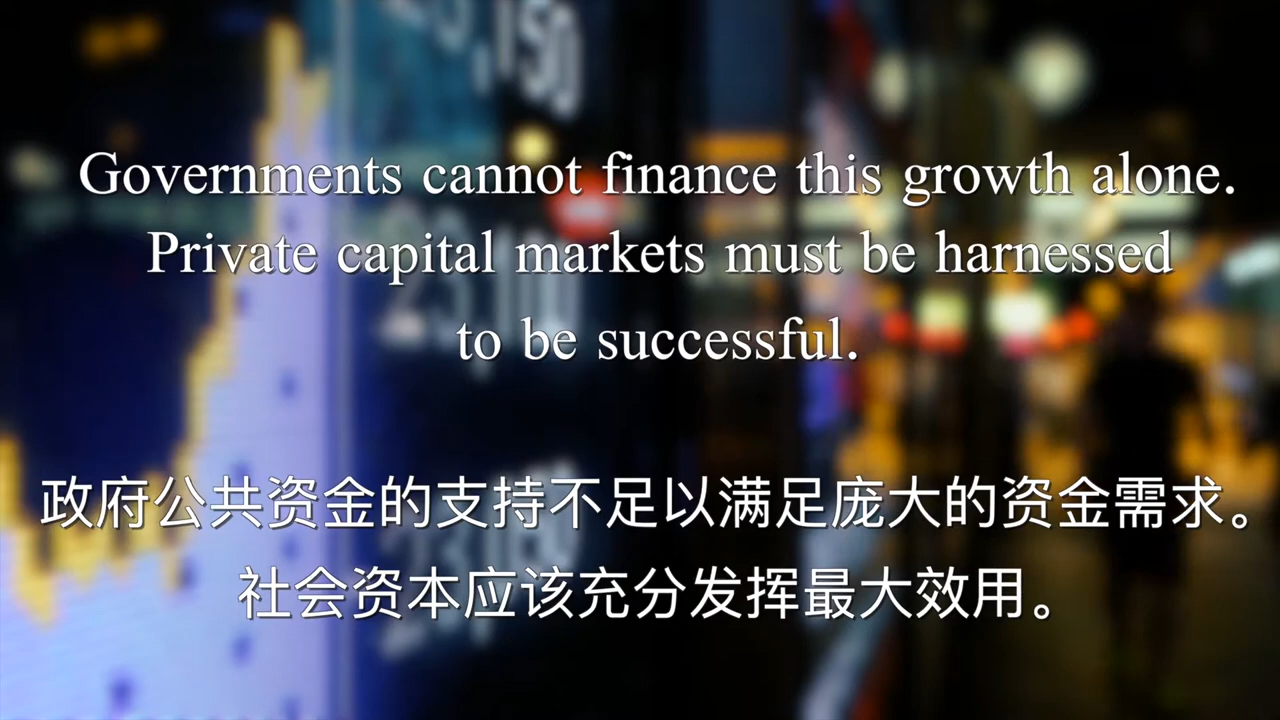 Governments cannot finance this growth alone.
Private capital markets must be harnessed
to be successful.
政府公共资金的支持不足以满足庞大的资金需求。
社会资本应该充分发挥最大效用。